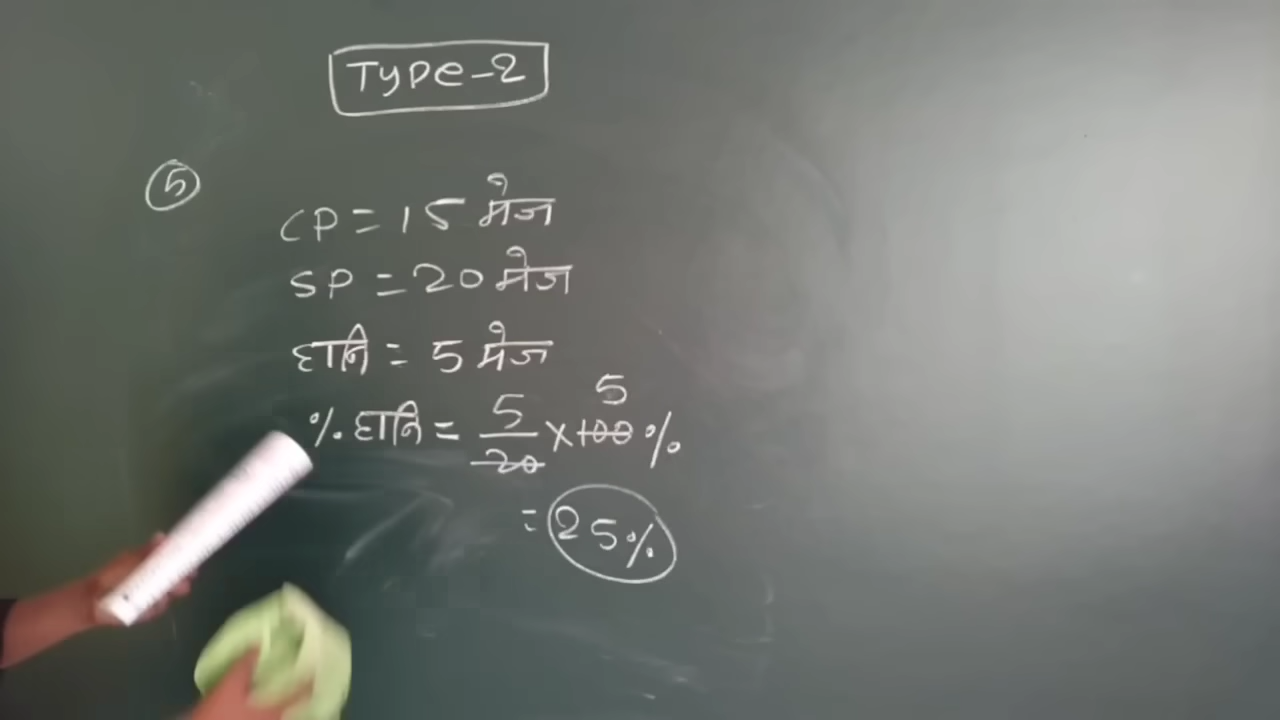 TYPE-2
5
CP = 15 मेज
SP = 20 मेज
हानि = 5 मेज
% हानि = 5/20 × 100 % 5
= 25%